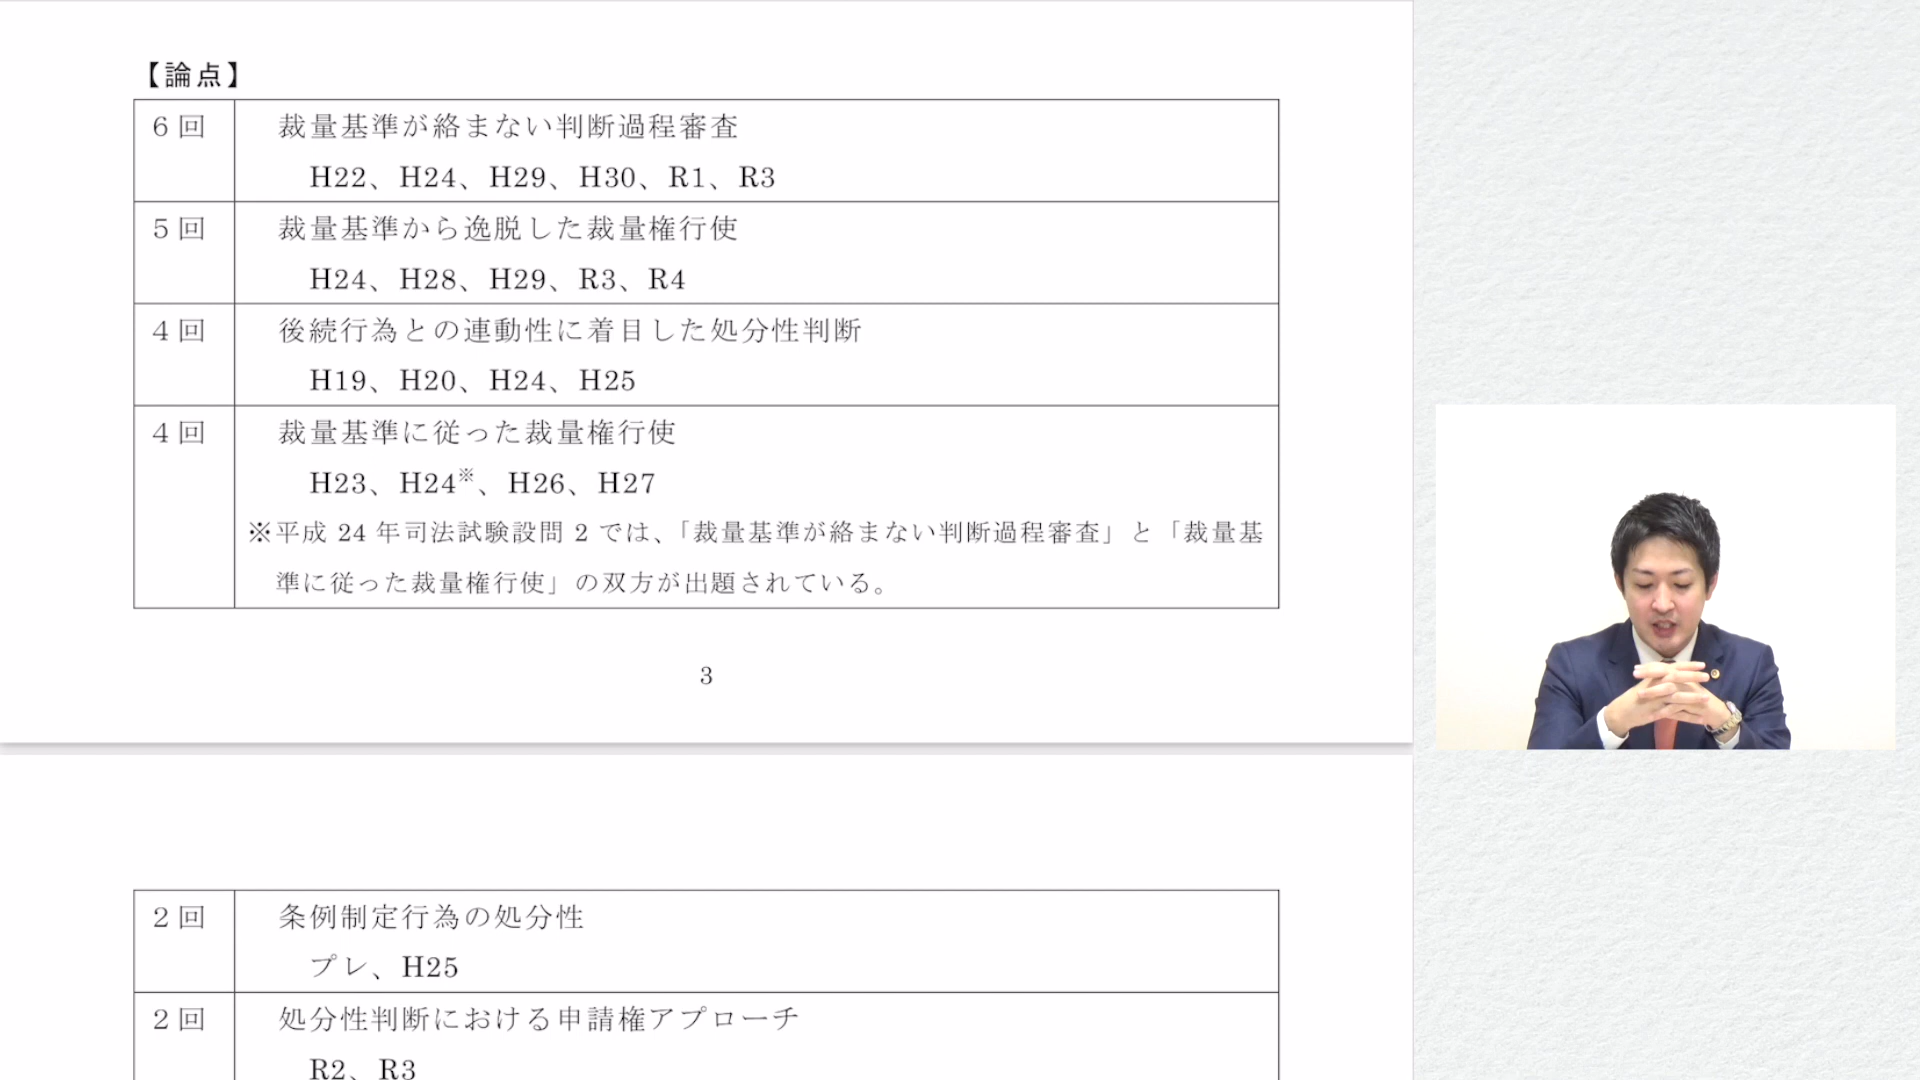 【論点】
6回 裁量基準が絡まない判断過程審査
H22、H24、H29、H30、R1、R3
5回 裁量基準から逸脱した裁量権行使
H24、H28、H29、R3、R4
4回 後続行為との連動性に着目した処分性判断
H19、H20、H24、H25
4回 裁量基準に従った裁量権行使
H23、H24※、H26、H27
※平成 24 年司法試験設問 2 では、「裁量基準が絡まない判断過程審査」と「裁量基
準に従った裁量権行使」の双方が出題されている。
3
2回 条例制定行為の処分性
プレ、H25
2回 処分性判断における申請権アプローチ
R2、R3